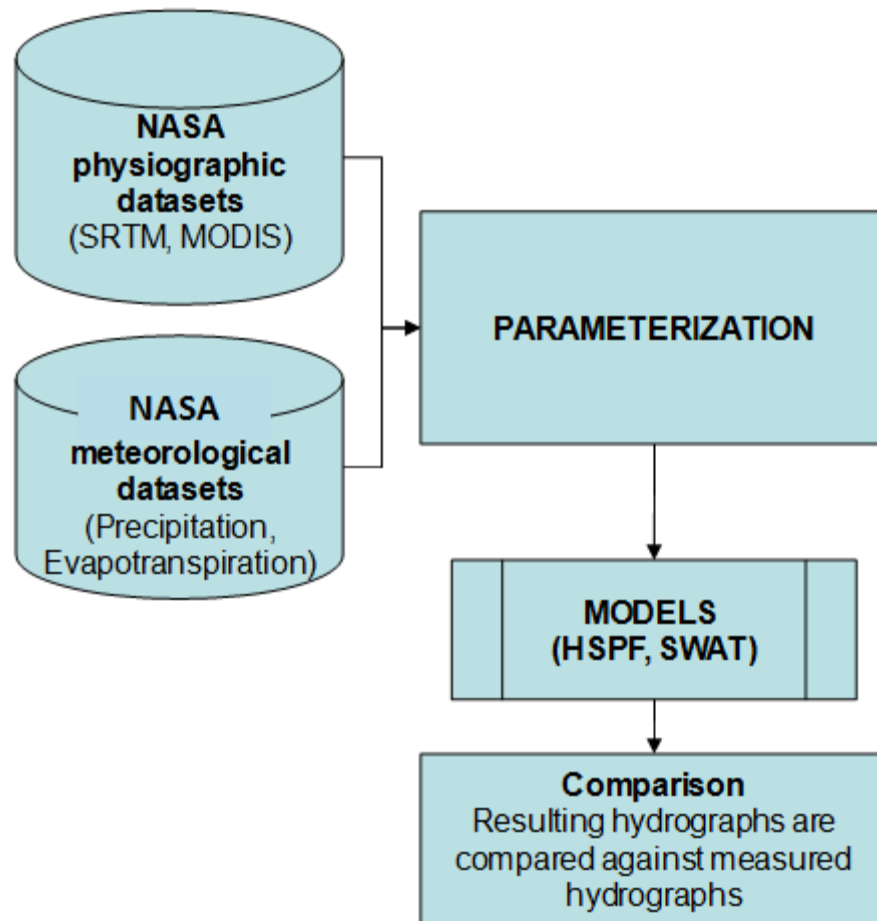 NASA
physiographic
datasets
(SRTM, MODIS)
NASA
meteorological
datasets
(Precipitation,
Evapotranspiration)
PARAMETERIZATION
MODELS
(HSPF, SWAT)
Comparison
Resulting hydrographs are
compared against measured
hydrographs